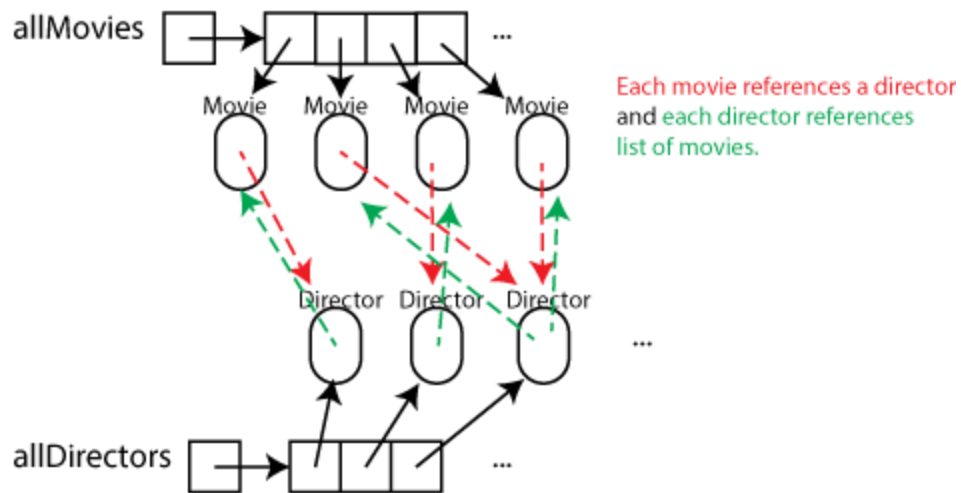 allMovies
...
Movie Movie Movie Movie
Each movie references a director
and each director references
list of movies.
Director Director Director
...
allDirectors
...